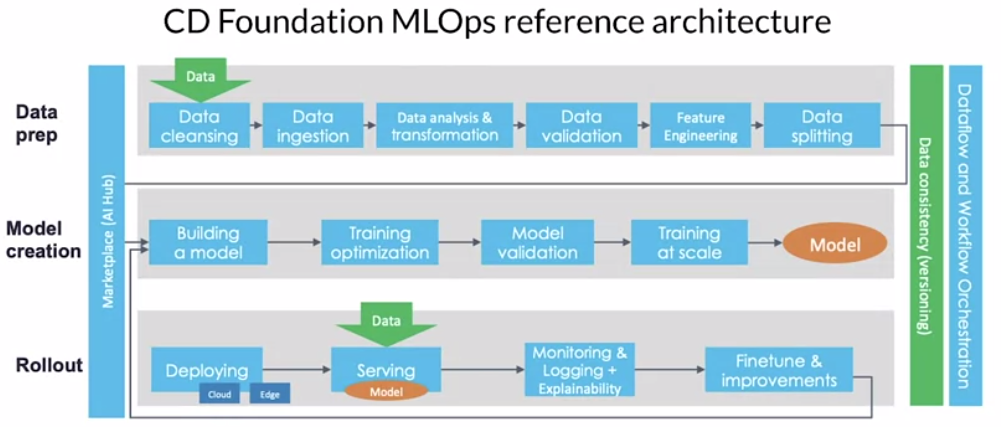 CD Foundation MLOps reference architecture
Data
prep
Data
Data
cleansing
Data
ingestion
Data analysis &
transformation
Data
validation
Feature
Engineering
Data
splitting
Model
creation
Building
a model
Training
optimization
Model
validation
Training
at scale
Model
Rollout
Data
Deploying
Cloud
Edge
Serving
Model
Monitoring &
Logging +
Explainability
Finetune &
improvements
Marketplace (AI Hub)
Data consistency (versioning)
Dataflow and Workflow Orchestration